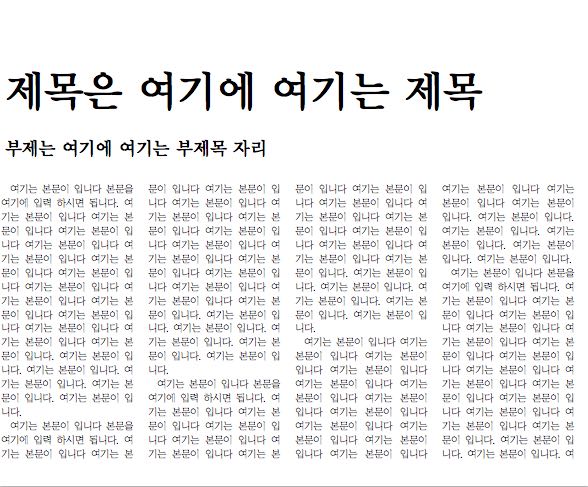 제목은 여기에 여기는 제목
부제는 여기에 여기는 부제목 자리
여기는 본문이 입니다 본문을
여기에 입력 하시면 됩니다. 여
기는 본문이 입니다 여기는 본
문이 입니다 여기는 본문이 입
니다 여기는 본문이 입니다 여
기는 본문이 입니다 여기는 본
문이 입니다 여기는 본문이 입
니다 여기는 본문이 입니다 여
기는 본문이 입니다 여기는 본
문이 입니다 여기는 본문이 입
니다 여기는 본문이 입니다 여
기는 본문이 입니다 여기는 본
문이 입니다. 여기는 본문이 입
니다. 여기는 본문이 입니다. 여
기는 본문이 입니다. 여기는 본
문이 입니다. 여기는 본문이 입
니다.
여기는 본문이 입니다 본문을
여기에 입력 하시면 됩니다. 여
기는 본문이 입니다 여기는 본
문이 입니다 여기는 본문이 입
니다 여기는 본문이 입니다 여
기는 본문이 입니다 여기는 본
문이 입니다 여기는 본문이 입
니다 여기는 본문이 입니다 여
기는 본문이 입니다 여기는 본
문이 입니다 여기는 본문이 입
니다 여기는 본문이 입니다 여
기는 본문이 입니다 여기는 본
문이 입니다. 여기는 본문이 입
니다. 여기는 본문이 입니다. 여
기는 본문이 입니다. 여기는 본
문이 입니다. 여기는 본문이 입
니다.
여기는 본문이 입니다 본문을
여기에 입력 하시면 됩니다. 여
기는 본문이 입니다 여기는 본
문이 입니다 여기는 본문이 입
니다 여기는 본문이 입니다 여
기는 본문이 입니다 여기는 본
문이 입니다 여기는 본문이 입
니다 여기는 본문이 입니다 여
기는 본문이 입니다 여기는 본
문이 입니다 여기는 본문이 입
니다 여기는 본문이 입니다 여
기는 본문이 입니다 여기는 본
문이 입니다. 여기는 본문이 입
니다. 여기는 본문이 입니다. 여
기는 본문이 입니다. 여기는 본
문이 입니다. 여기는 본문이 입
니다.
여기는 본문이 입니다 여기는
본문이 입니다 여기는 본문이
입니다 여기는 본문이 입니다
여기는 본문이 입니다 여기는
본문이 입니다 여기는 본문이
입니다 여기는 본문이 입니다
여기는 본문이 입니다 여기는
본문이 입니다 여기는 본문이
입니다 여기는 본문이 입니다
여기는 본문이 입니다 여기는
본문이 입니다. 여기는 본문이
입니다. 여기는 본문이 입니다.
여기는 본문이 입니다. 여기는
본문이 입니다. 여기는 본문이
입니다. 여기는 본문이 입니다.
여기는 본문이 입니다 본문을
여기에 입력 하시면 됩니다. 여
기는 본문이 입니다 여기는 본
문이 입니다 여기는 본문이 입
니다 여기는 본문이 입니다 여
기는 본문이 입니다 여기는 본
문이 입니다 여기는 본문이 입
니다 여기는 본문이 입니다 여
기는 본문이 입니다 여기는 본
문이 입니다 여기는 본문이 입
니다 여기는 본문이 입니다 여
기는 본문이 입니다 여기는 본
문이 입니다. 여기는 본문이 입
니다. 여기는 본문이 입니다. 여